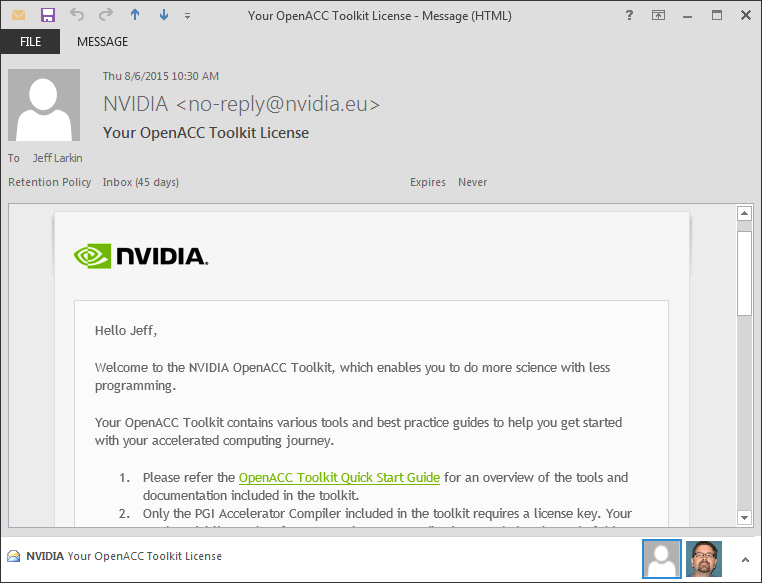 Your OpenACC Toolkit License - Message (HTML)
?
FILE MESSAGE
Thu 8/6/2015 10:30 AM
NVIDIA <no-reply@nvidia.eu>
Your OpenACC Toolkit License
To Jeff Larkin
Retention Policy Inbox (45 days) Expires Never
NVIDIA.
Hello Jeff,
Welcome to the NVIDIA OpenACC Toolkit, which enables you to do more science with less
programming.
Your OpenACC Toolkit contains various tools and best practice guides to help you get started
with your accelerated computing journey.
1. Please refer the OpenACC Toolkit Quick Start Guide for an overview of the tools and
documentation included in the toolkit.
2. Only the PGI Accelerator Compiler included in the toolkit requires a license key. Your
NVIDIA Your OpenACC Toolkit License